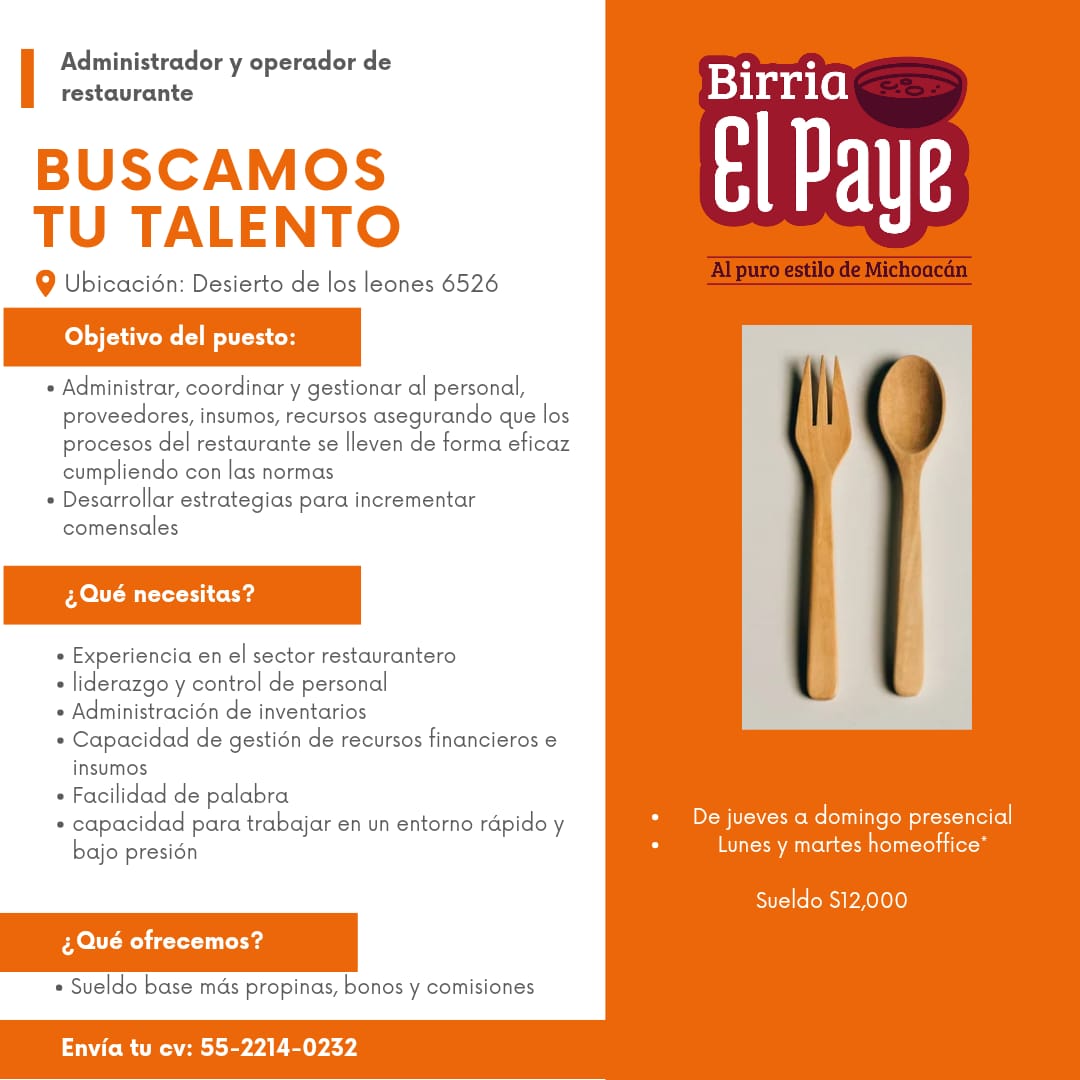 Administrador y operador de
restaurante
BUSCAMOS
TU TALENTO
Ubicación: Desierto de los leones 6526
Objetivo del puesto:
• Administrar, coordinar y gestionar al personal,
proveedores, insumos, recursos asegurando que los
procesos del restaurante se lleven de forma eficaz
cumpliendo con las normas
• Desarrollar estrategias para incrementar
comensales
¿Qué necesitas?
• Experiencia en el sector restaurantero
• liderazgo y control de personal
• Administración de inventarios
• Capacidad de gestión de recursos financieros e
insumos
• Facilidad de palabra
• capacidad para trabajar en un entorno rápido y
bajo presión
¿Qué ofrecemos?
• Sueldo base más propinas, bonos y comisiones
Envía tu cv: 55-2214-0232
Birria
El Paye
Al puro estilo de Michoacán
• De jueves a domingo presencial
• Lunes y martes homeoffice*
Sueldo $12,000